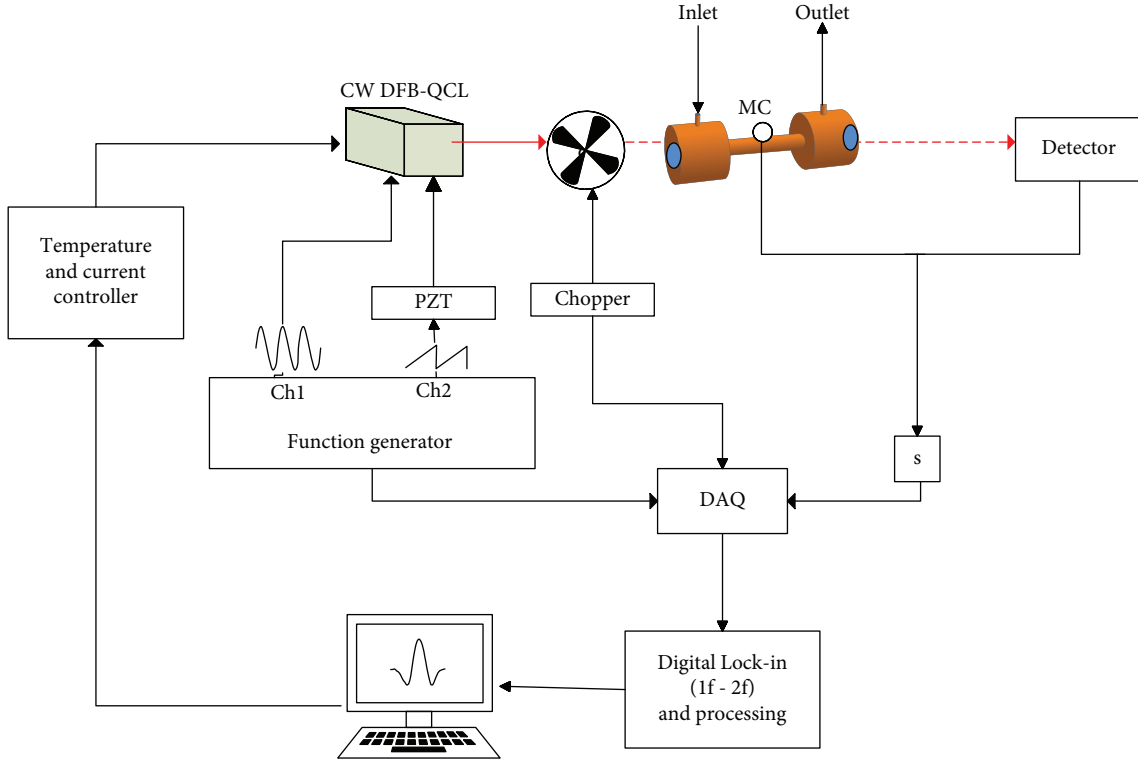 Inlet
Outlet
CW DFB-QCL
MC
Detector
Temperature
and current
controller
PZT
Chopper
Ch1
Ch2
Function generator
s
DAQ
Digital Lock-in
(1f - 2f)
and processing